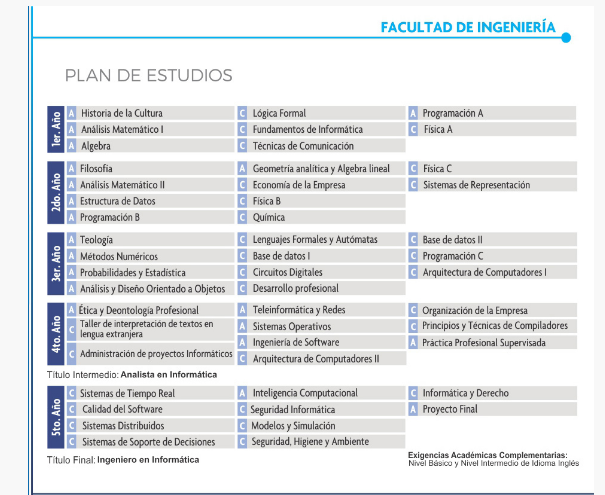 FACULTAD DE INGENIERÍA
PLAN DE ESTUDIOS
1er. Año
A Historia de la Cultura
A Análisis Matemático I
A Algebra
C Lógica Formal
C Fundamentos de Informática
C Técnicas de Comunicación
A Programación A
C Física A
2do. Año
A Filosofía
A Análisis Matemático II
A Estructura de Datos
A Programación B
A Geometría analítica y Algebra lineal
C Economía de la Empresa
C Física B
C Química
C Física C
C Sistemas de Representación
3er. Año
A Teología
A Métodos Numéricos
A Probabilidades y Estadística
A Análisis y Diseño Orientado a Objetos
C Lenguajes Formales y Autómatas
C Base de datos I
C Circuitos Digitales
C Desarrollo profesional
C Base de datos II
C Programación C
C Arquitectura de Computadores I
4to. Año
A Ética y Deontología Profesional
C Taller de interpretación de textos en
lengua extranjera
C Administración de proyectos Informáticos
A Teleinformática y Redes
A Sistemas Operativos
A Ingeniería de Software
C Arquitectura de Computadores II
C Organización de la Empresa
C Principios y Técnicas de Compiladores
A Práctica Profesional Supervisada
Título Intermedio: Analista en Informática
5to. Año
C Sistemas de Tiempo Real
C Calidad del Software
C Sistemas Distribuidos
C Sistemas de Soporte de Decisiones
A Inteligencia Computacional
C Seguridad Informática
C Modelos y Simulación
C Seguridad, Higiene y Ambiente
C Informática y Derecho
A Proyecto Final
Título Final: Ingeniero en Informática
Exigencias Académicas Complementarias:
Nivel Básico y Nivel Intermedio de Idioma Inglés